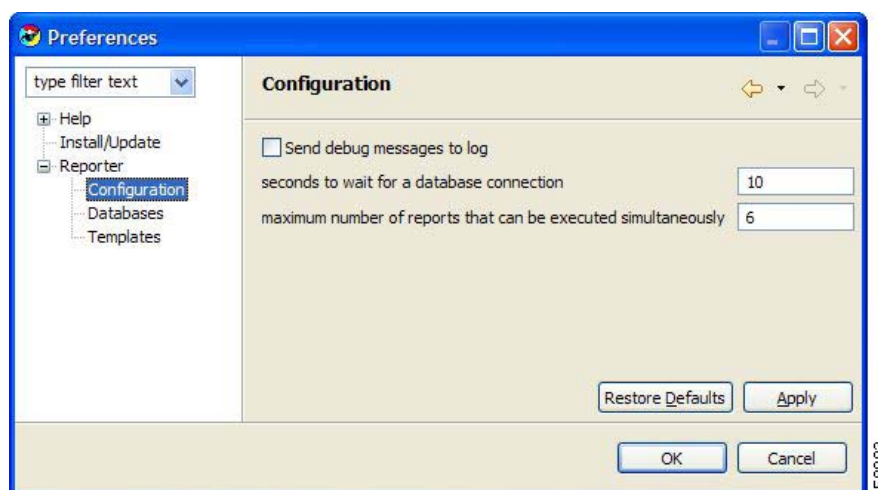 Preferences
type filter text
Help
Install/Update
Reporter
Configuration
Databases
Templates
Configuration
Send debug messages to log
seconds to wait for a database connection 10
maximum number of reports that can be executed simultaneously 6
Restore Defaults Apply
OK Cancel